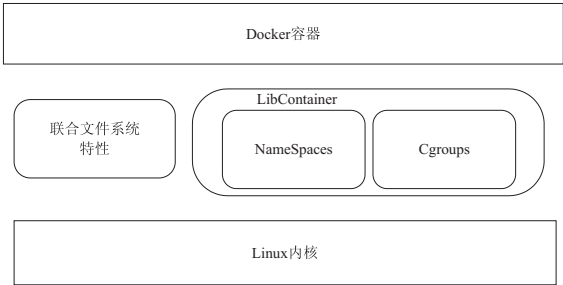 Docker容器
LibContainer
联合文件系统
特性
NameSpaces
Cgroups
Linux内核